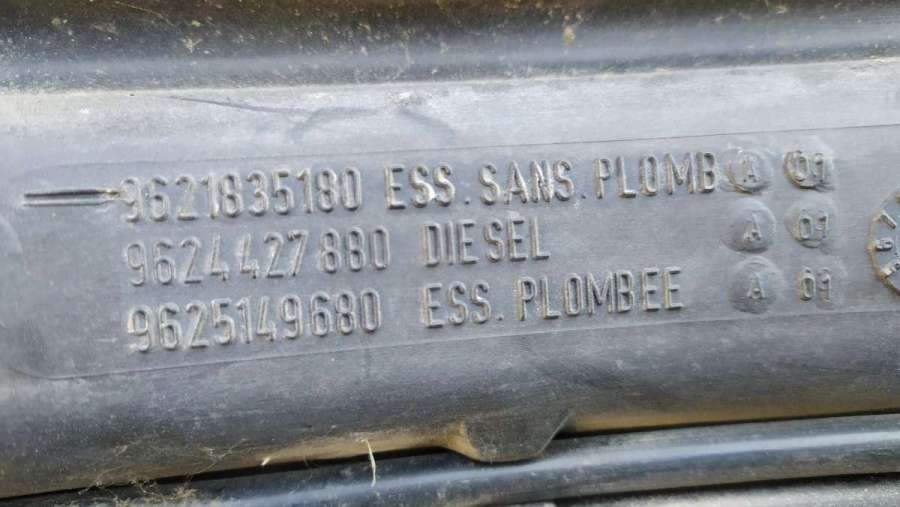 9621835180 ESS. SANS. PLOMB A 01
9624427880 DIESEL A 01
9625149680 ESS. PLOMBEE A 01